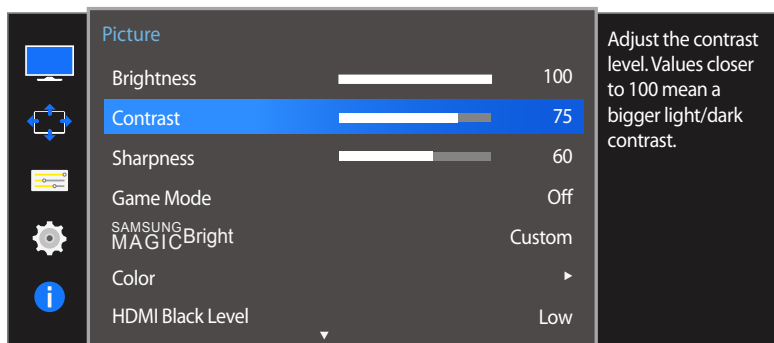 Picture
Brightness 100
Contrast 75
Sharpness 60
Game Mode Off
SAMSUNG
MAGICBright Custom
Color
HDMI Black Level Low
Adjust the contrast
level. Values closer
to 100 mean a
bigger light/dark
contrast.